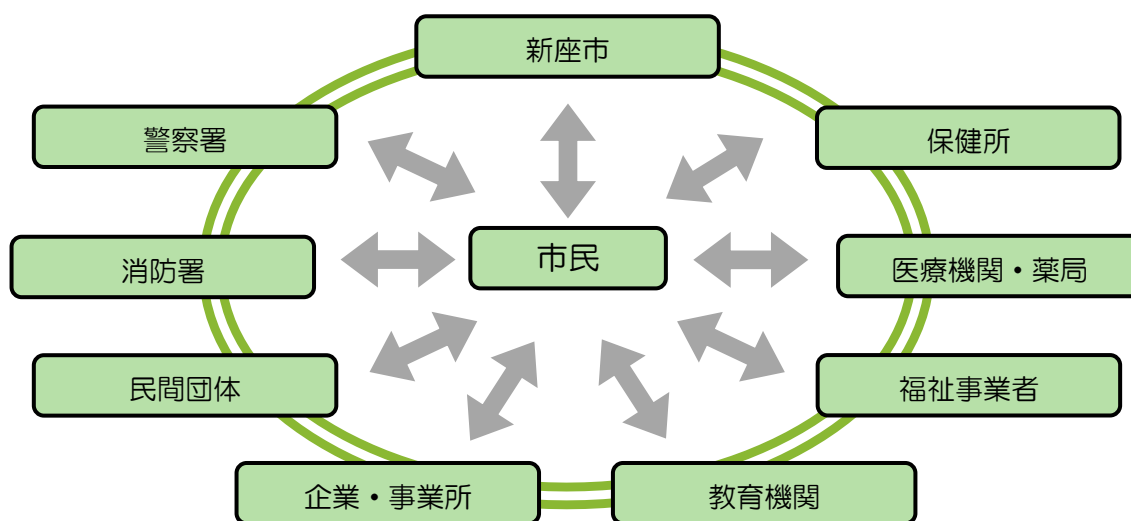 新座市
警察署
保健所
消防署
市民
医療機関・薬局
民間団体
福祉事業者
企業・事業所
教育機関